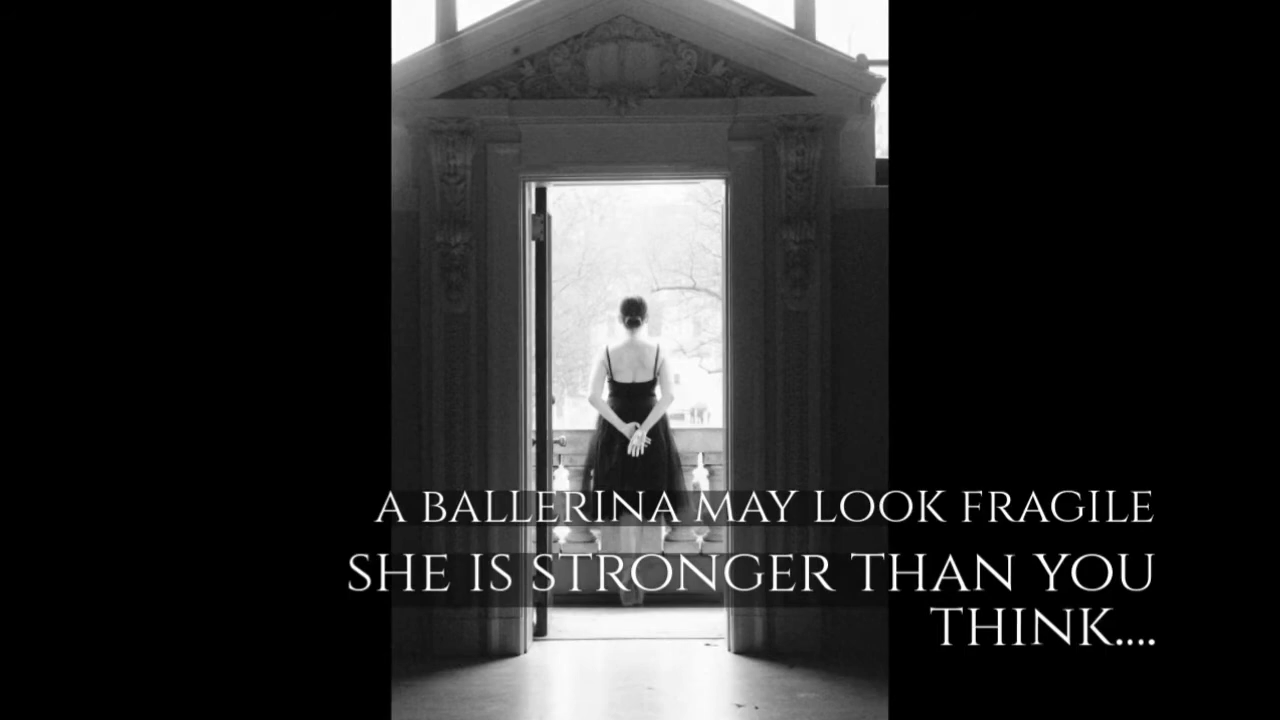 A BALLERINA MAY LOOK FRAGILE
SHE IS STRONGER THAN YOU
THINK....